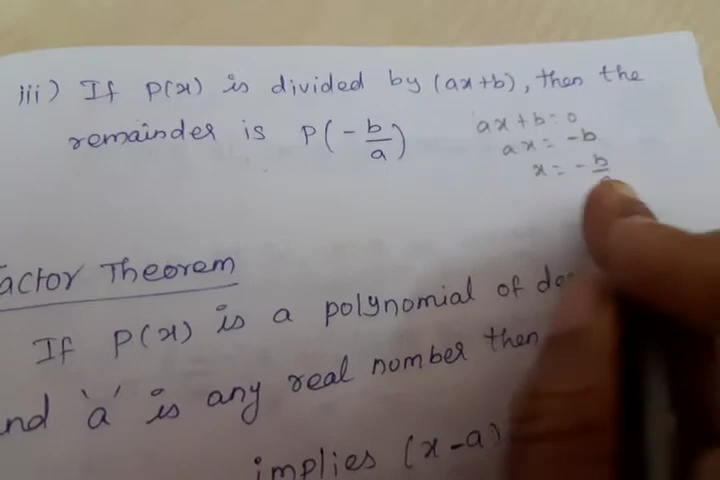 iii) If P(x) is divided by (ax+b), then the
remainder is P(-b/a)
ax+b=0
ax=-b
x=-b/a
actor Theorem
If P(x) is a polynomial of
nd 'a' is any real number then
implies (x-a)